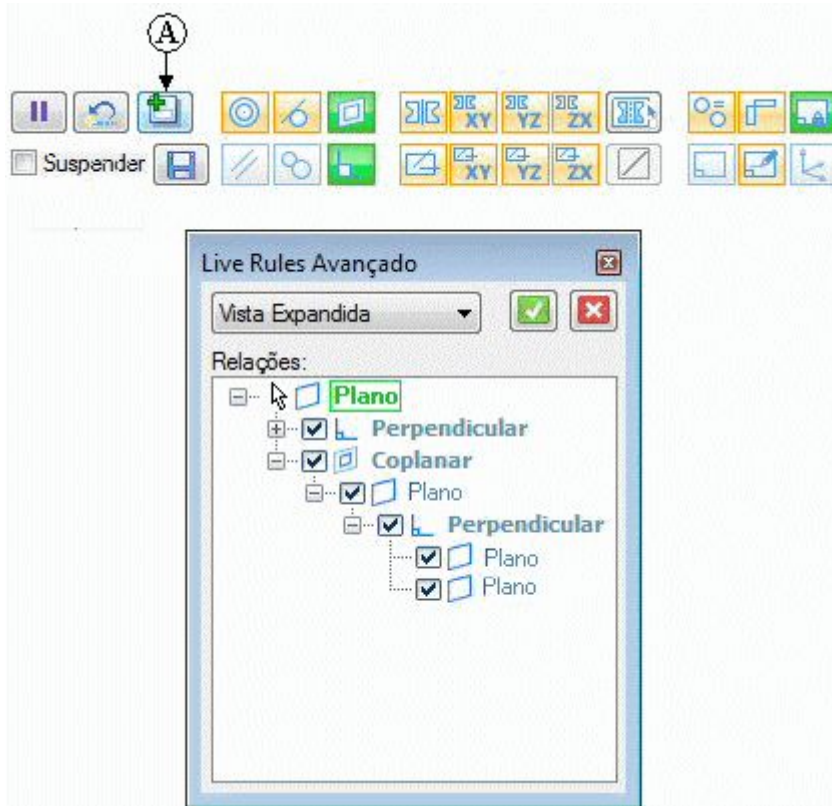 A
XY YZ ZX
Suspender
XY YZ ZX
Live Rules Avançado
Vista Expandida
Relações:
Plano
Perpendicular
Coplanar
Plano
Perpendicular
Plano
Plano